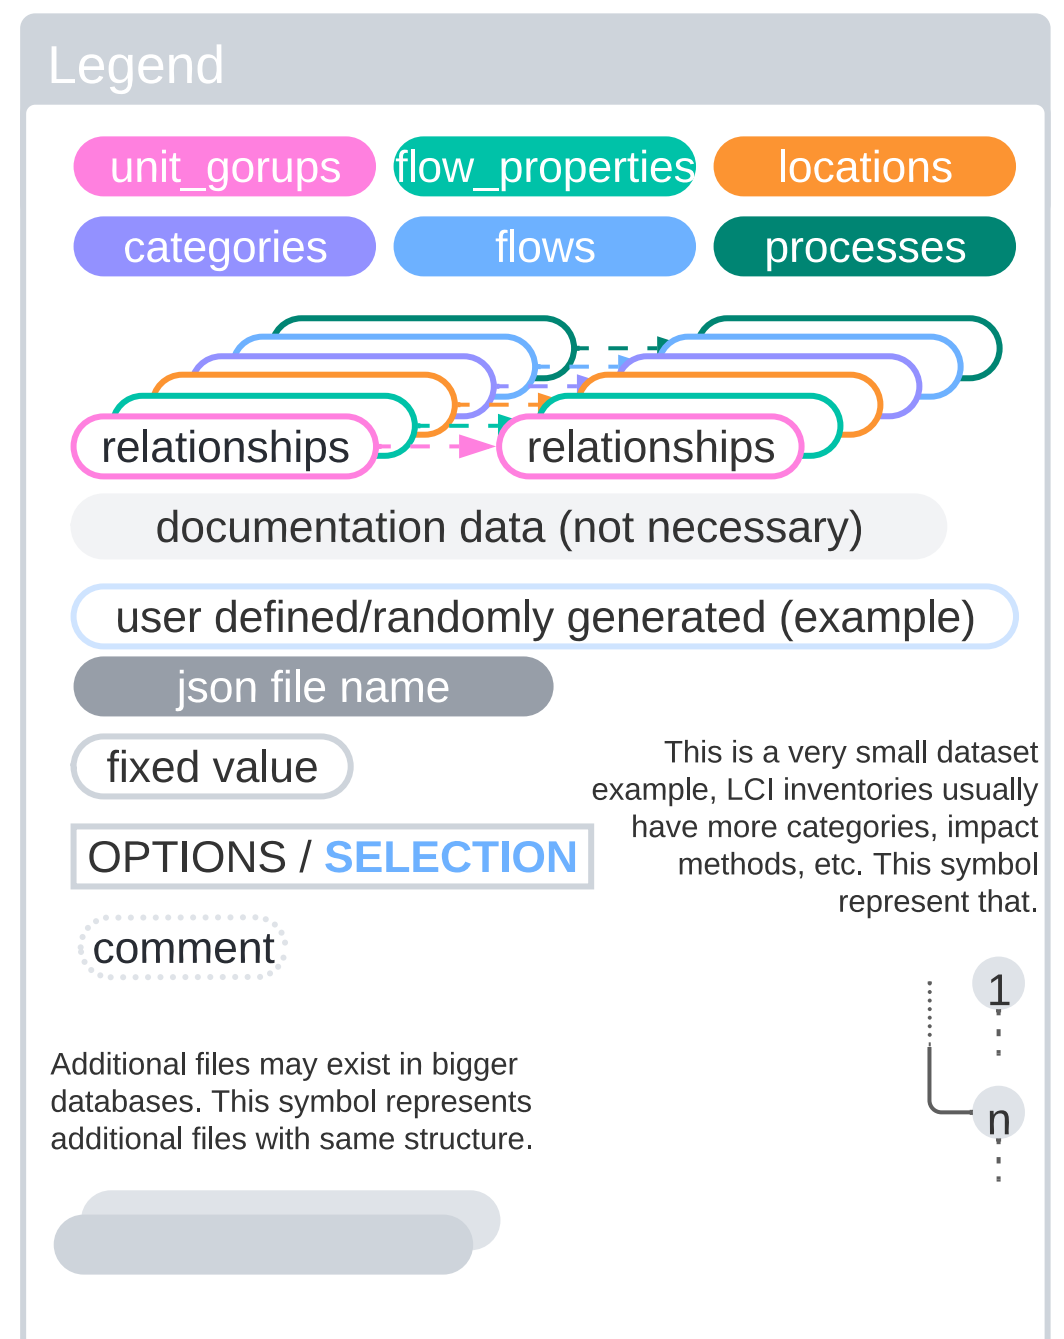 Legend
unit_gorups
flow_properties
locations
categories
flows
processes
relationships
relationships
documentation data (not necessary)
user defined/randomly generated (example)
json file name
fixed value
This is a very small dataset
example, LCI inventories usually
have more categories, impact
methods, etc. This symbol
represent that.
OPTIONS / SELECTION
comment
1
n
Additional files may exist in bigger
databases. This symbol represents
additional files with same structure.